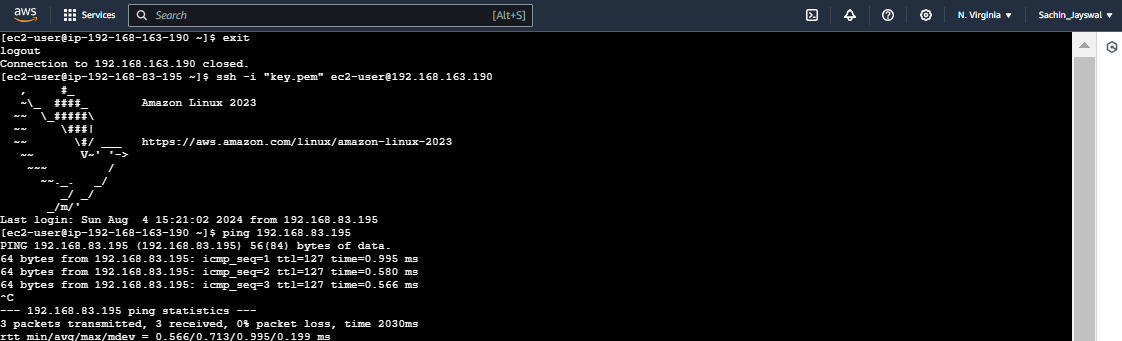 aws
Services
Search
[Alt+S]
N. Virginia
Sachin_Jayswal
[ec2-user@ip-192-168-163-190 ~]$ exit
logout
Connection to 192.168.163.190 closed.
[ec2-user@ip-192-168-83-195 ~]$ ssh -i "key.pem" ec2-user@192.168.163.190
   ,     #_
   ~\_  ####_        Amazon Linux 2023
  ~~  \_#####\
  ~~     \###|
  ~~       \#/ ___   https://aws.amazon.com/linux/amazon-linux-2023
   ~~       V~' '->
    ~~~         /
      ~~._.   _/
         _/ _/
       _/m/'
Last login: Sun Aug  4 15:21:02 2024 from 192.168.83.195
[ec2-user@ip-192-168-163-190 ~]$ ping 192.168.83.195
PING 192.168.83.195 (192.168.83.195) 56(84) bytes of data.
64 bytes from 192.168.83.195: icmp_seq=1 ttl=127 time=0.995 ms
64 bytes from 192.168.83.195: icmp_seq=2 ttl=127 time=0.580 ms
64 bytes from 192.168.83.195: icmp_seq=3 ttl=127 time=0.566 ms
^C
--- 192.168.83.195 ping statistics ---
3 packets transmitted, 3 received, 0% packet loss, time 2030ms
rtt min/avg/max/mdev = 0.566/0.713/0.995/0.199 ms